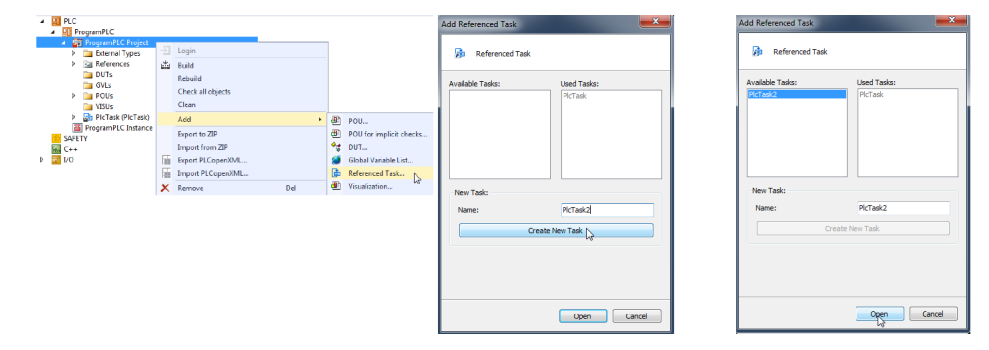 PLC
ProgramPLC
ProgramPLC Project
External Types
References
DUTs
GVLs
POUs
VISUs
PlcTask (PlcTask)
ProgramPLC Instance
SAFETY
C++
I/O
Login
Build
Rebuild
Check all objects
Clean
Add
Export to ZIP
Import from ZIP
Export PLCopenXML...
Import PLCopenXML...
Remove Del
POU...
POU for implicit checks...
DUT...
Global Variable List...
Referenced Task...
Visualization...
Add Referenced Task
Referenced Task
Available Tasks: Used Tasks:
PlcTask
New Task:
Name: PlcTask2
Create New Task
Open Cancel
Add Referenced Task
Referenced Task
Available Tasks: Used Tasks:
PlcTask2 PlcTask
New Task:
Name: PlcTask2
Create New Task
Open Cancel